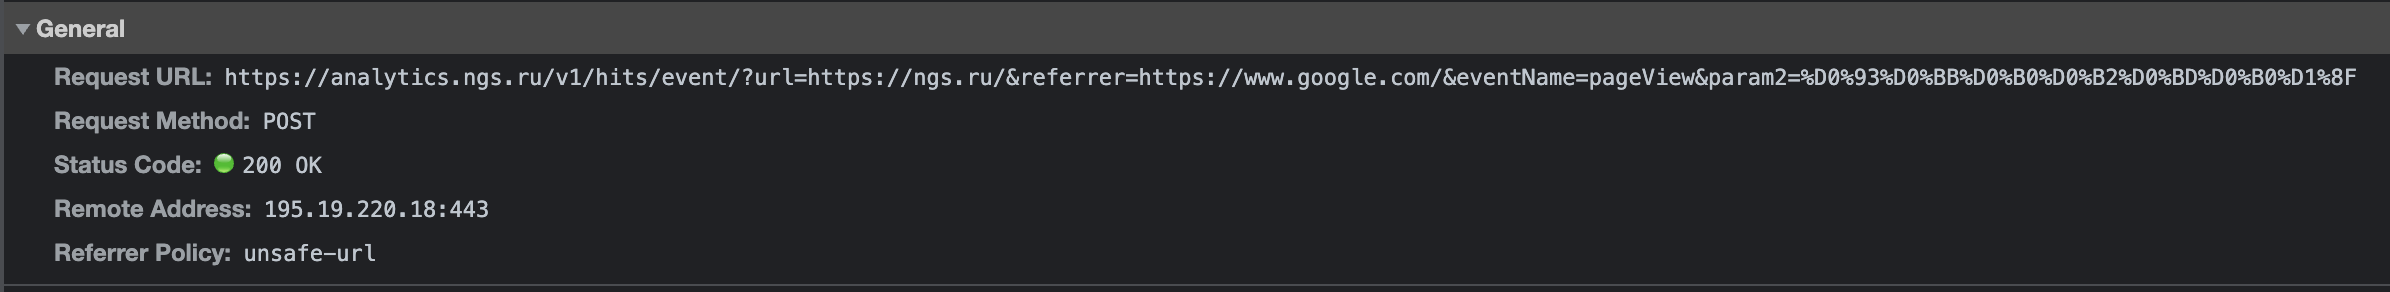 General
Request URL: https://analytics.ngs.ru/v1/hits/event/?url=https://ngs.ru/&referrer=https://www.google.com/&eventName=pageView&param2=%D0%93%D0%BB%D0%B0%D0%B2%D0%BD%D0%B0%D1%8F
Request Method: POST
Status Code: 200 OK
Remote Address: 195.19.220.18:443
Referrer Policy: unsafe-url